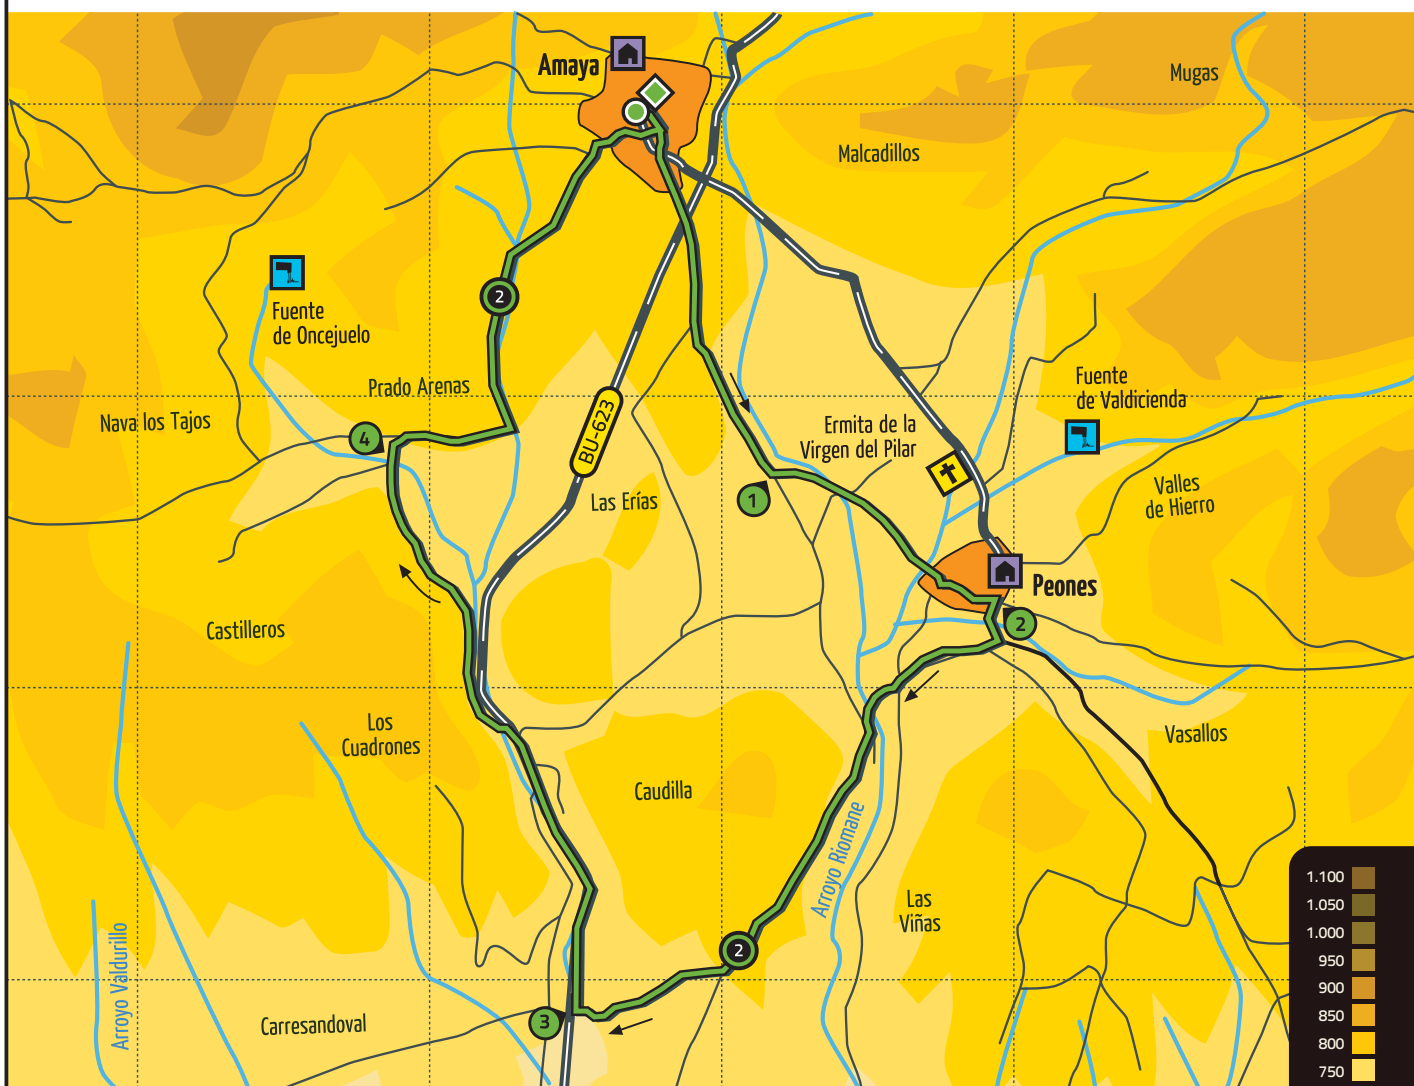 Amaya
Mugas
Malcadillos
Fuente
de Oncejuelo
2
Prado Arenas
Nava los Tajos
4
BU-623
Ermita de la
Virgen del Pilar
Fuente
de Valdicienda
Las Erías
1
Valles
de Hierro
Peones
2
Castilleros
Los
Cuadrones
Vasallos
Caudilla
Arroyo Riomane
Las
Viñas
2
Arroyo Valdurillo
Carresandoval
3
1.100
1.050
1.000
950
900
850
800
750